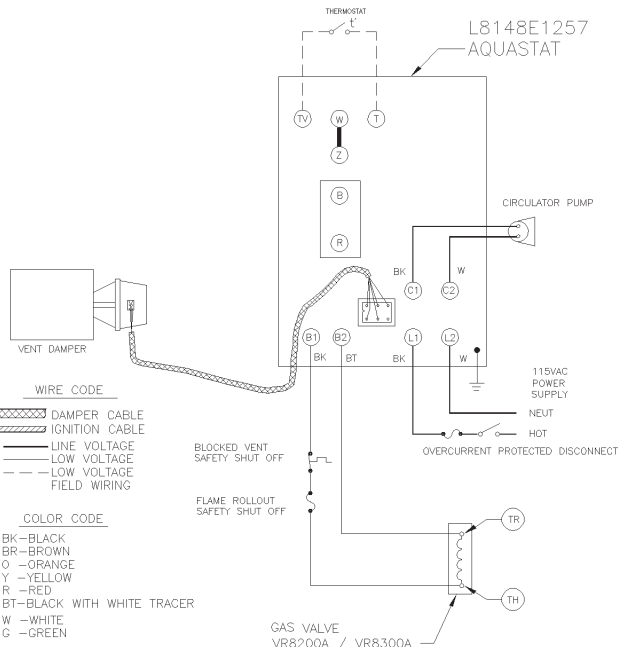 THERMOSTAT
t'
L8148E1257
AQUASTAT
TV
W
T
Z
B
R
CIRCULATOR PUMP
BK
W
C1
C2
VENT DAMPER
B1
B2
L1
L2
BK
BT
BK
W
115VAC
POWER
SUPPLY
NEUT
HOT
OVERCURRENT PROTECTED DISCONNECT
WIRE CODE
DAMPER CABLE
IGNITION CABLE
LINE VOLTAGE
LOW VOLTAGE
LOW VOLTAGE
FIELD WIRING
BLOCKED VENT
SAFETY SHUT OFF
FLAME ROLLOUT
SAFETY SHUT OFF
COLOR CODE
BK-BLACK
BR-BROWN
O -ORANGE
Y -YELLOW
R -RED
BT-BLACK WITH WHITE TRACER
W -WHITE
G -GREEN
TR
TH
GAS VALVE
VR8200A / VR8300A